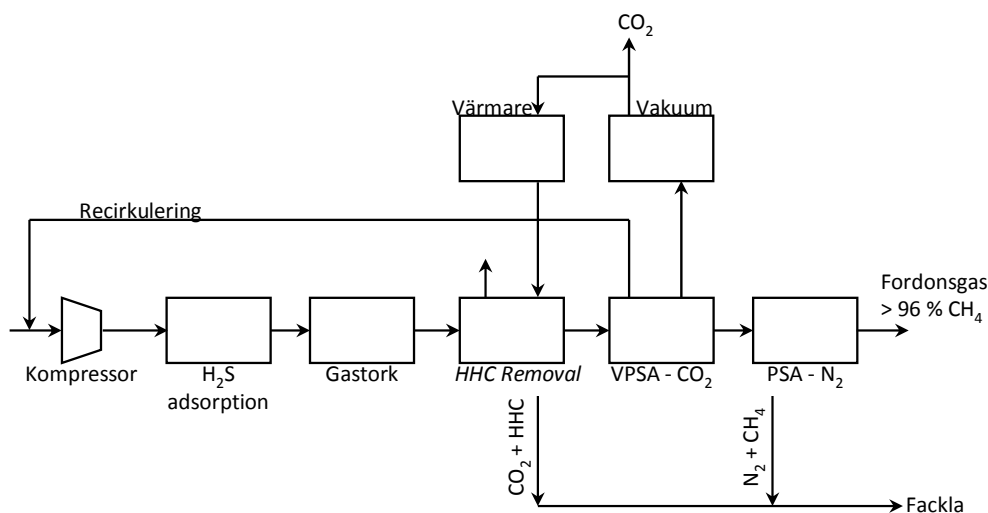 CO₂
Värmare
Vakuum
Recirkulering
Fordonsgas
> 96 % CH₄
Kompressor
H₂S
adsorption
Gastork
HHC Removal
VPSA - CO₂
PSA - N₂
CO₂ + HHC
N₂ + CH₄
Fackla